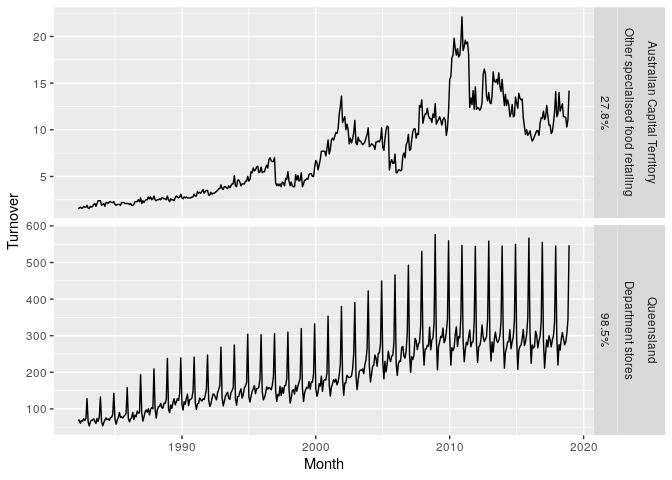 20
15
10
5
Australian Capital Territory
Other specialised food retailing
27.8%
Turnover
600
500
400
300
200
100
Queensland
Department stores
98.5%
1990
2000
2010
2020
Month